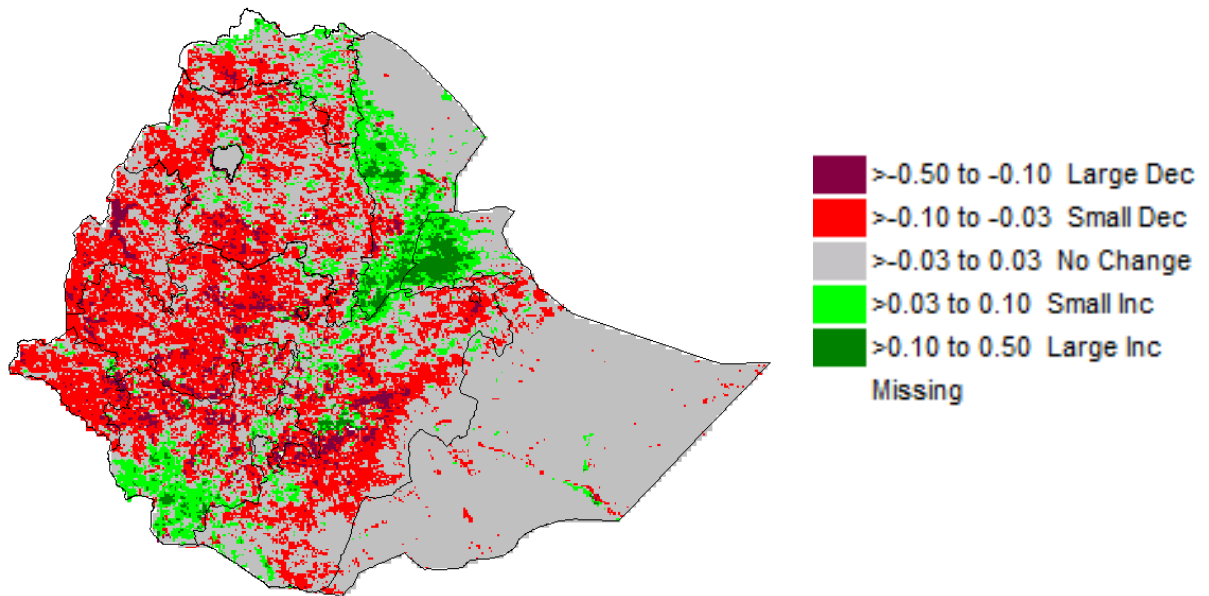 >-0.50 to -0.10 Large Dec
>-0.10 to -0.03 Small Dec
>-0.03 to 0.03 No Change
>0.03 to 0.10 Small Inc
>0.10 to 0.50 Large Inc
Missing